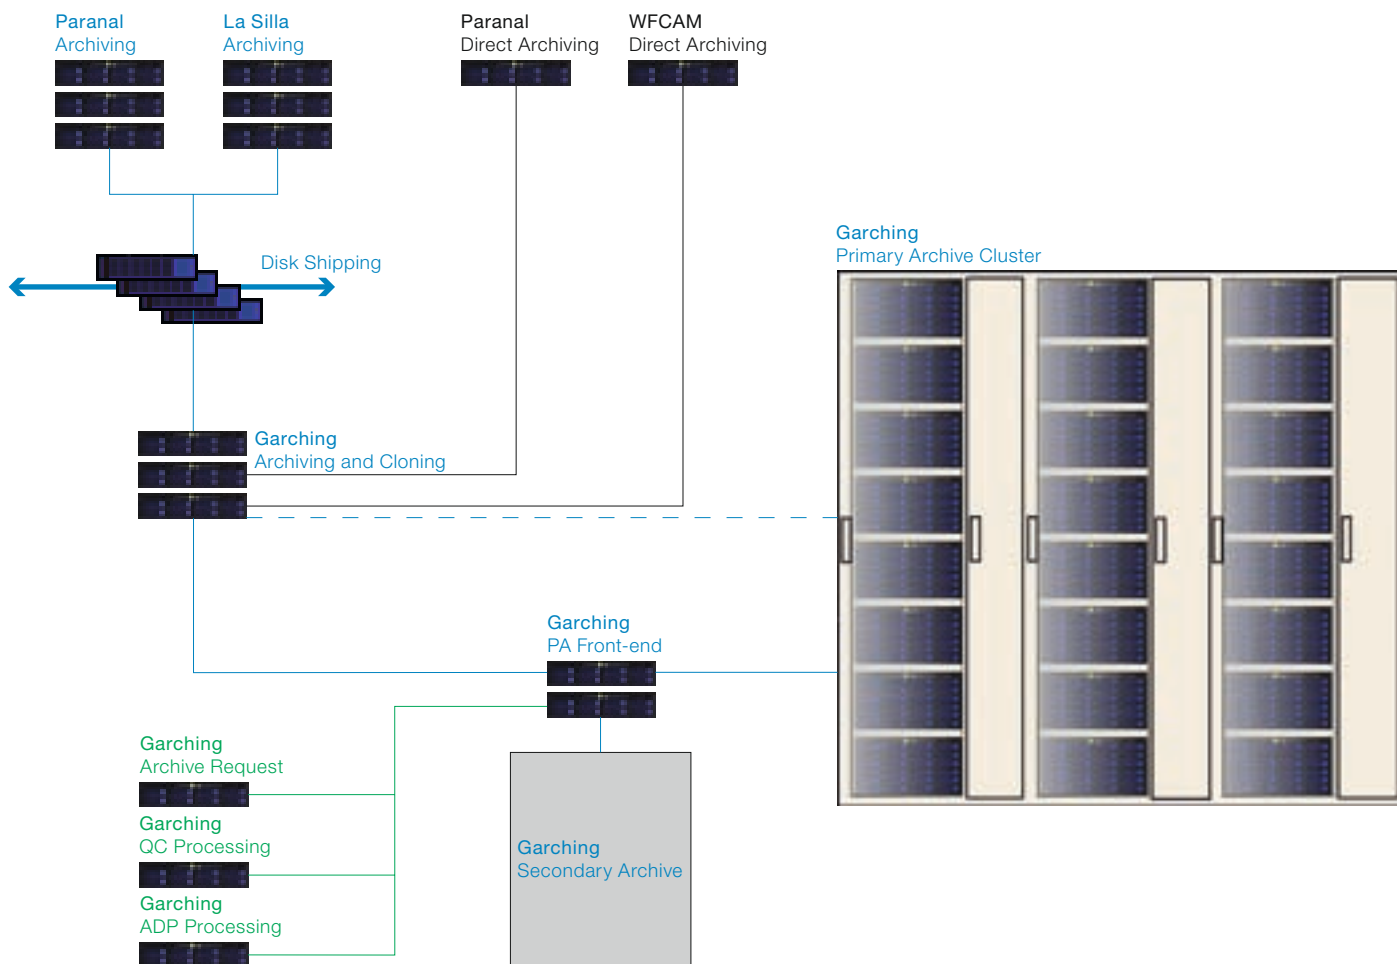 Paranal
Archiving
La Silla
Archiving
Paranal
Direct Archiving
WFCAM
Direct Archiving
Disk Shipping
Garching
Primary Archive Cluster
Garching
Archiving and Cloning
Garching
PA Front-end
Garching
Archive Request
Garching
QC Processing
Garching
Secondary Archive
Garching
ADP Processing